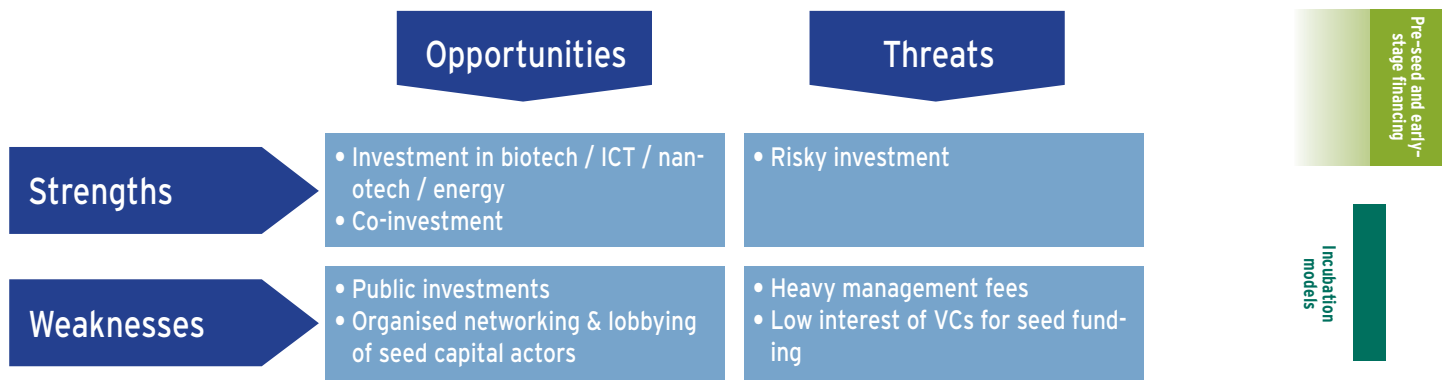 Opportunities
Threats
Strengths
• Investment in biotech / ICT / nan-
otech / energy
• Co-investment
• Risky investment
Weaknesses
• Public investments
• Organised networking & lobbying
of seed capital actors
• Heavy management fees
• Low interest of VCs for seed fund-
ing
Pre-seed and early-
stage financing
Incubation
models